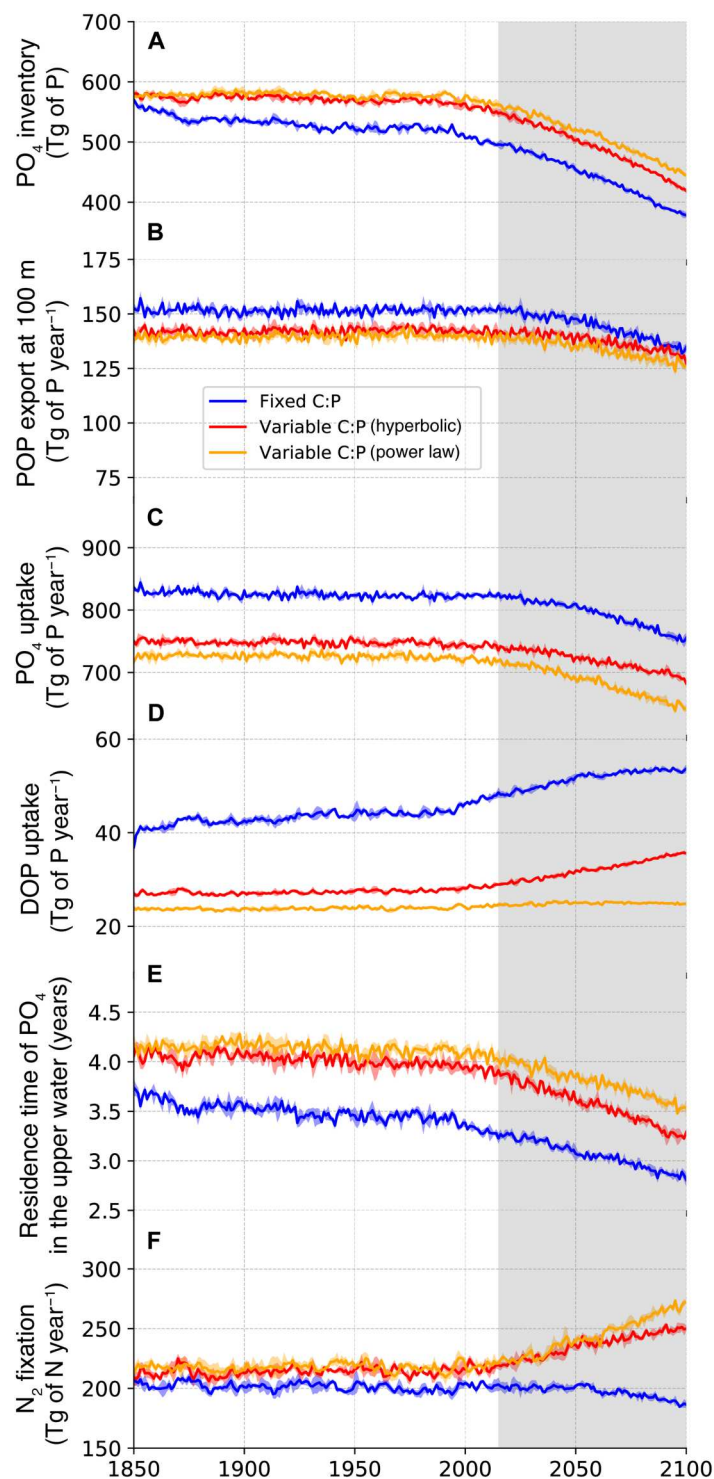 A
PO₄ inventory
(Tg of P)
700
600
500
400
B
POP export at 100 m
(Tg of P year⁻¹)
175
150
125
100
75
Fixed C:P
Variable C:P (hyperbolic)
Variable C:P (power law)
C
PO₄ uptake
(Tg of P year⁻¹)
900
800
700
D
DOP uptake
(Tg of P year⁻¹)
60
40
20
E
Residence time of PO₄
in the upper water (years)
4.5
4.0
3.5
3.0
2.5
F
N₂ fixation
(Tg of N year⁻¹)
300
250
200
150
1850 1900 1950 2000 2050 2100